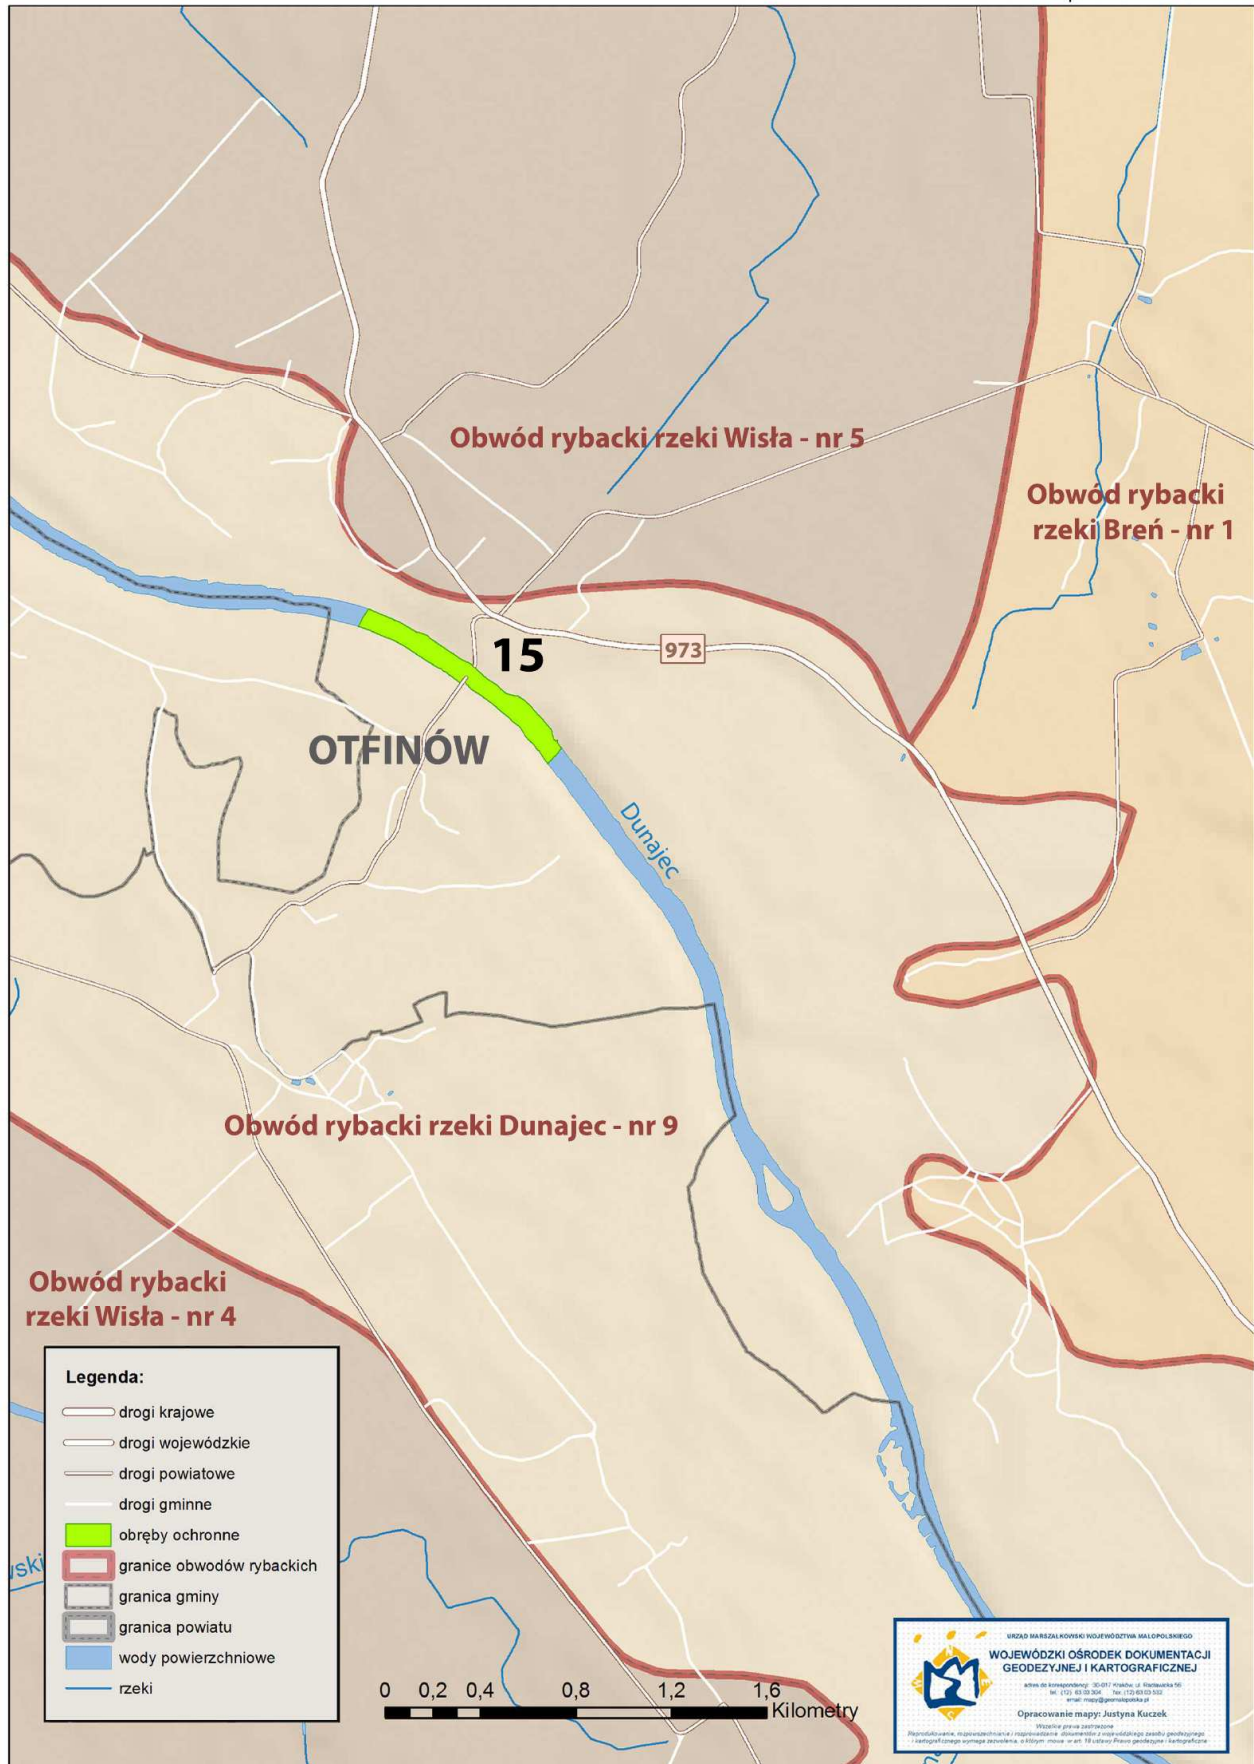 Obwód rybacki rzeki Wisła - nr 5
Obwód rybacki
rzeki Breń - nr 1
15
973
OTFINÓW
Dunajec
Obwód rybacki rzeki Dunajec - nr 9
Obwód rybacki
rzeki Wisła - nr 4
Legenda:
drogi krajowe
drogi wojewódzkie
drogi powiatowe
drogi gminne
obręby ochronne
granice obwodów rybackich
granica gminy
granica powiatu
wody powierzchniowe
rzeki
0 0,2 0,4 0,8 1,2 1,6
Kilometry
URZĄD MARSZAŁKOWSKI WOJEWÓDZTWA MAŁOPOLSKIEGO
WOJEWÓDZKI OŚRODEK DOKUMENTACJI
GEODEZYJNEJ I KARTOGRAFICZNEJ
Opracowanie mapy: Justyna Kuczek
Wszelkie prawa zastrzeżone